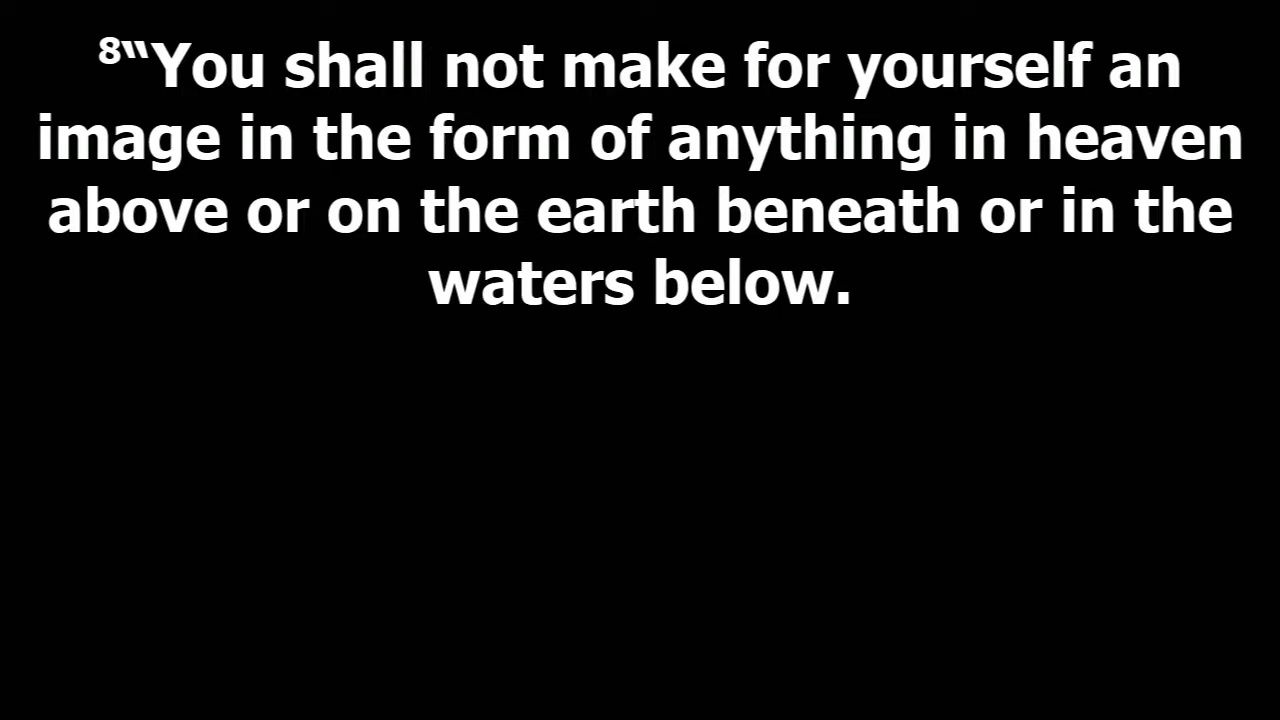 8“You shall not make for yourself an
image in the form of anything in heaven
above or on the earth beneath or in the
waters below.